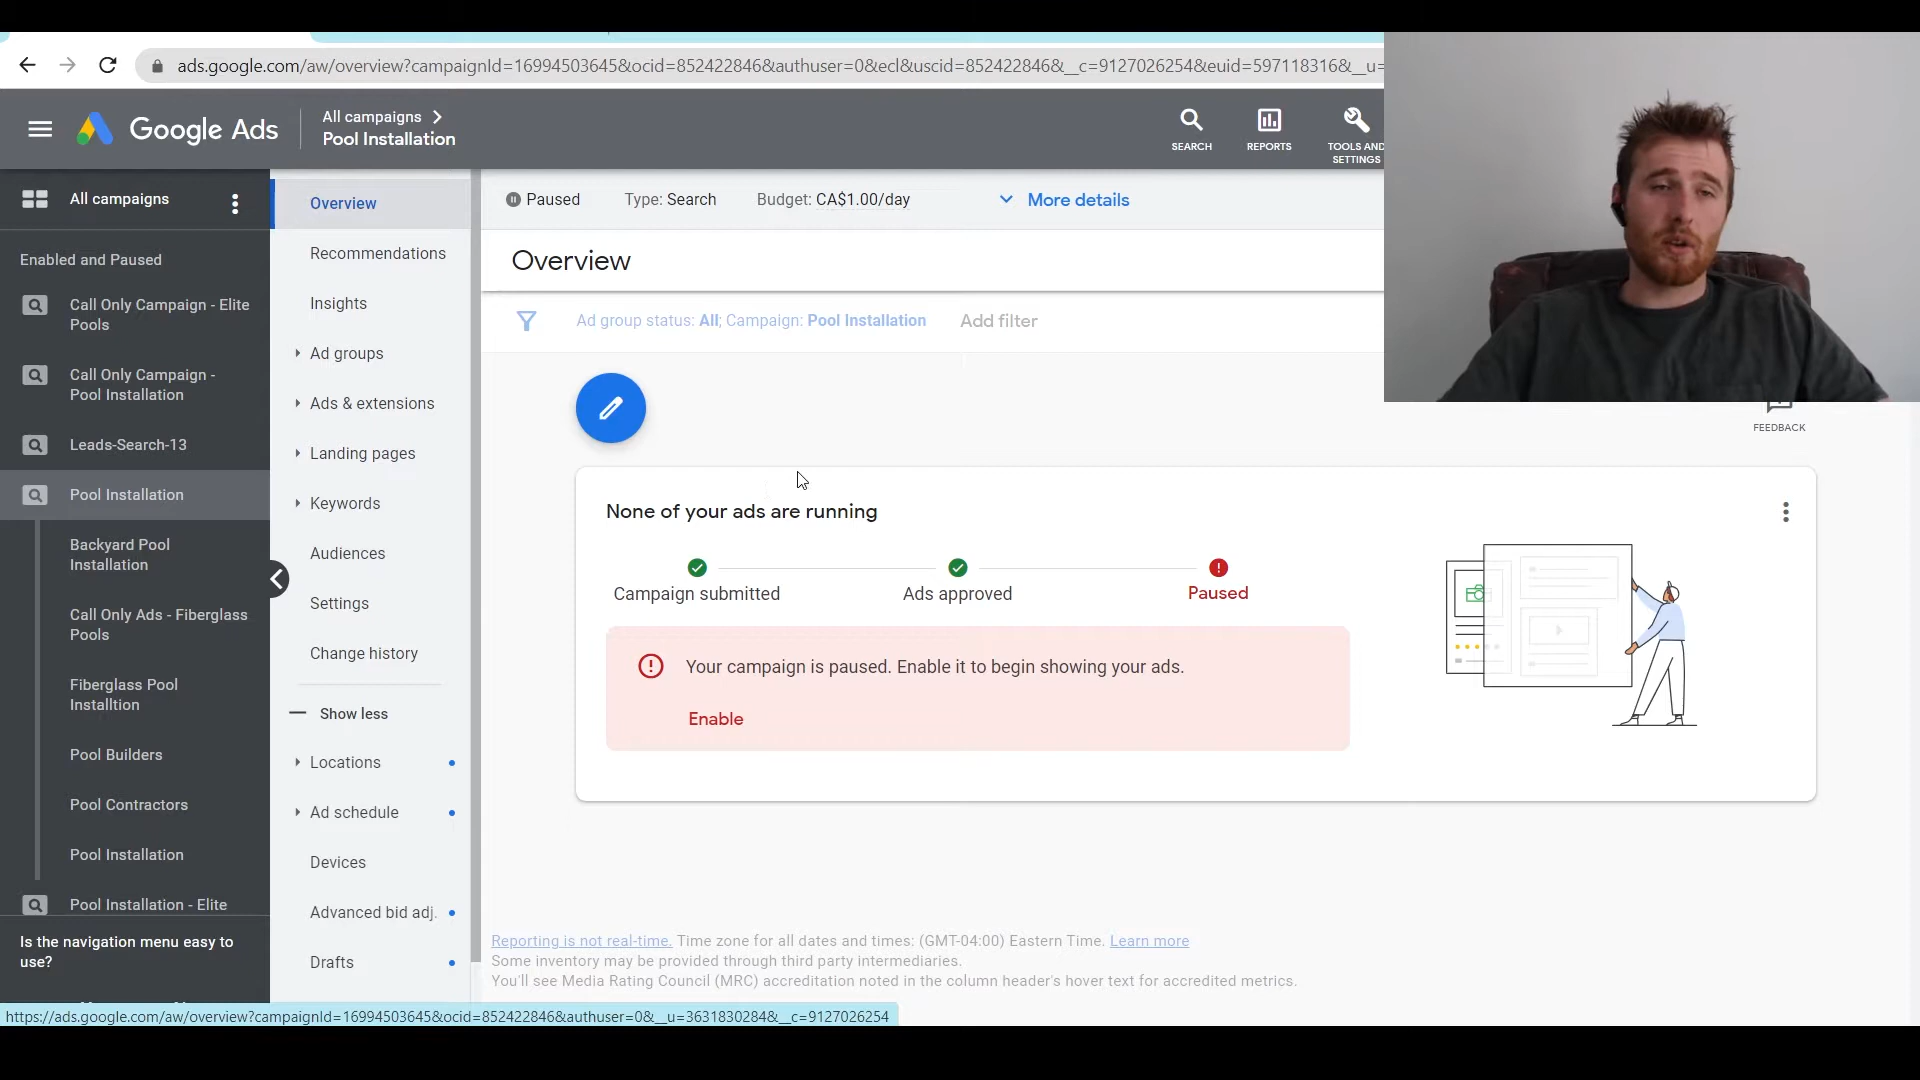 ads.google.com/aw/overview?campaignId=16994503645&ocid=852422846&authuser=0&ecl&uscid=852422846&__c=9127026254&euid=597118316&__u=
Google Ads
All campaigns
Pool Installation
SEARCH
REPORTS
TOOLS AND
SETTINGS
All campaigns
Enabled and Paused
Call Only Campaign - Elite
Pools
Call Only Campaign -
Pool Installation
Leads-Search-13
Pool Installation
Backyard Pool
Installation
Call Only Ads - Fiberglass
Pools
Fiberglass Pool
Installtion
Pool Builders
Pool Contractors
Pool Installation
Pool Installation - Elite
Is the navigation menu easy to
use?
Overview
Recommendations
Insights
Ad groups
Ads & extensions
Landing pages
Keywords
Audiences
Settings
Change history
Show less
Locations
Ad schedule
Devices
Advanced bid adj.
Drafts
Paused
Type: Search
Budget: CA$1.00/day
More details
Overview
Ad group status: All; Campaign: Pool Installation
Add filter
FEEDBACK
None of your ads are running
Campaign submitted
Ads approved
Paused
Your campaign is paused. Enable it to begin showing your ads.
Enable
Reporting is not real-time. Time zone for all dates and times: (GMT-04:00) Eastern Time. Learn more
Some inventory may be provided through third party intermediaries.
You'll see Media Rating Council (MRC) accreditation noted in the column header's hover text for accredited metrics.
https://ads.google.com/aw/overview?campaignId=16994503645&ocid=852422846&authuser=0&__u=3631830284&__c=9127026254